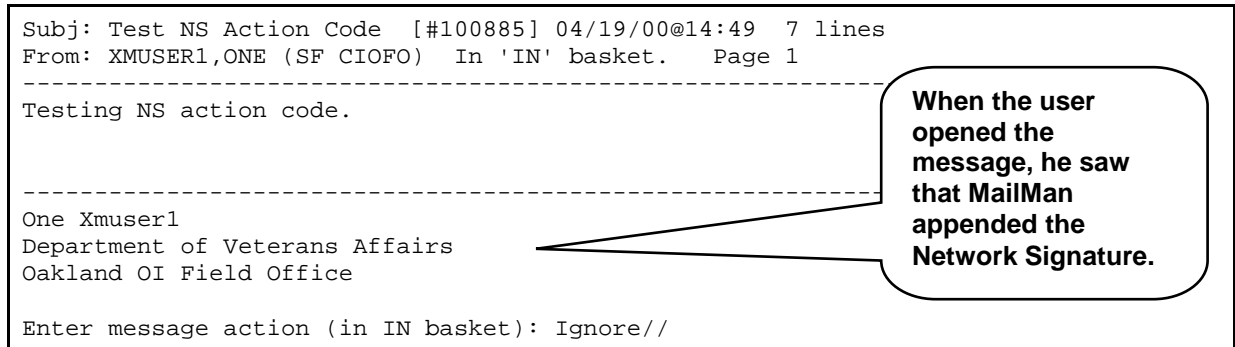 Subj: Test NS Action Code  [#100885] 04/19/00@14:49  7 lines
From: XMUSER1,ONE (SF CIOFO)  In 'IN' basket.   Page 1
--------------------------------------------------------------
Testing NS action code.
--------------------------------------------------------------
One Xmuser1
Department of Veterans Affairs
Oakland OI Field Office
Enter message action (in IN basket): Ignore//
When the user
opened the
message, he saw
that MailMan
appended the
Network Signature.